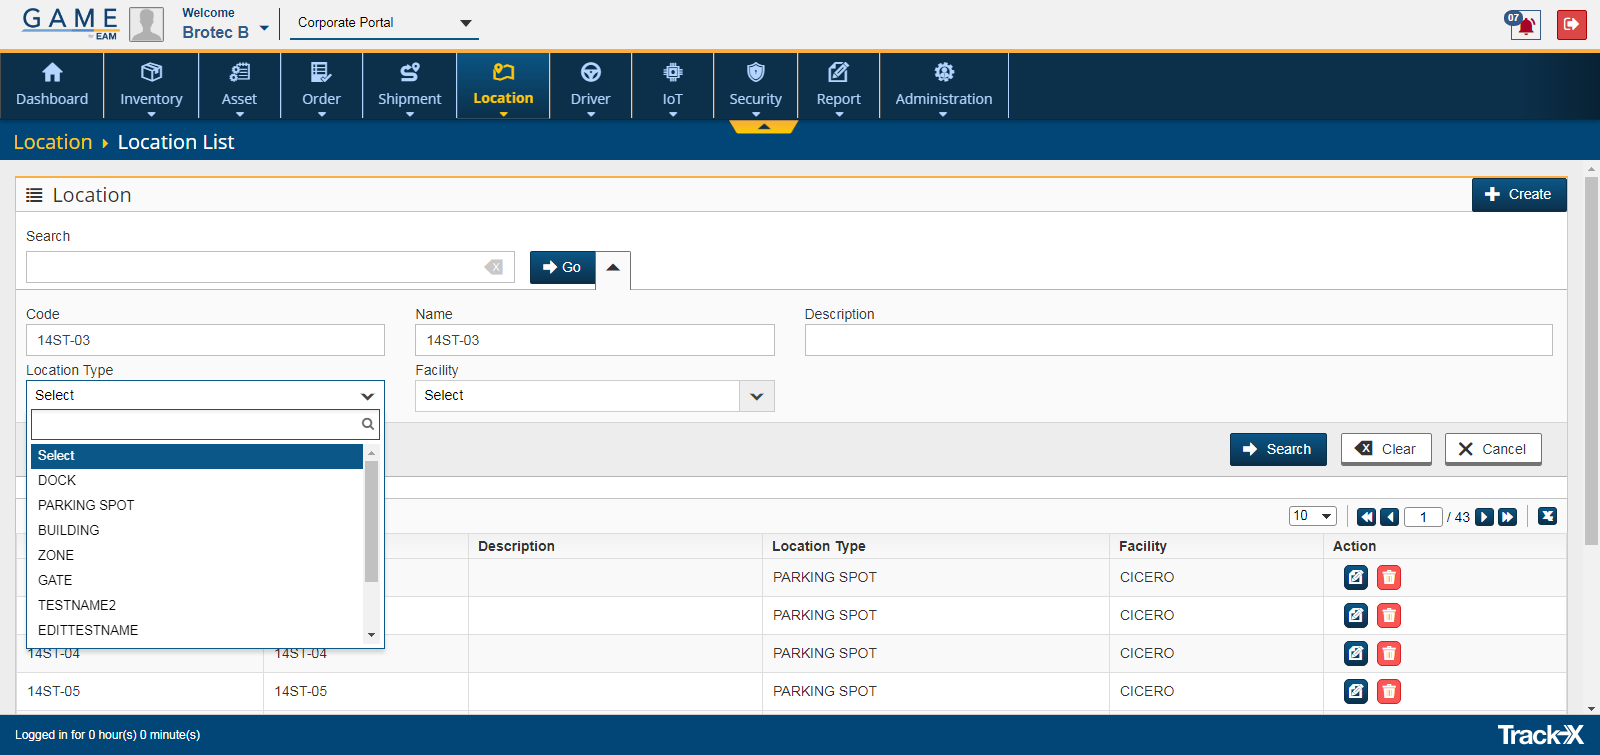 GAME
EAM
Welcome
Brotec B
Corporate Portal
07
Dashboard
Inventory
Asset
Order
Shipment
Location
Driver
IoT
Security
Report
Administration
Location
Location List
Location
Create
Search
Go
Code
Name
Description
14ST-03
14ST-03
Location Type
Facility
Select
Select
Select
DOCK
PARKING SPOT
BUILDING
ZONE
GATE
TESTNAME2
EDITTESTNAME
Search
Clear
Cancel
10
1
/ 43
Description
Location Type
Facility
Action
PARKING SPOT
CICERO
PARKING SPOT
CICERO
14ST-04
14ST-04
PARKING SPOT
CICERO
14ST-05
14ST-05
PARKING SPOT
CICERO
Logged in for 0 hour(s) 0 minute(s)
Track-X